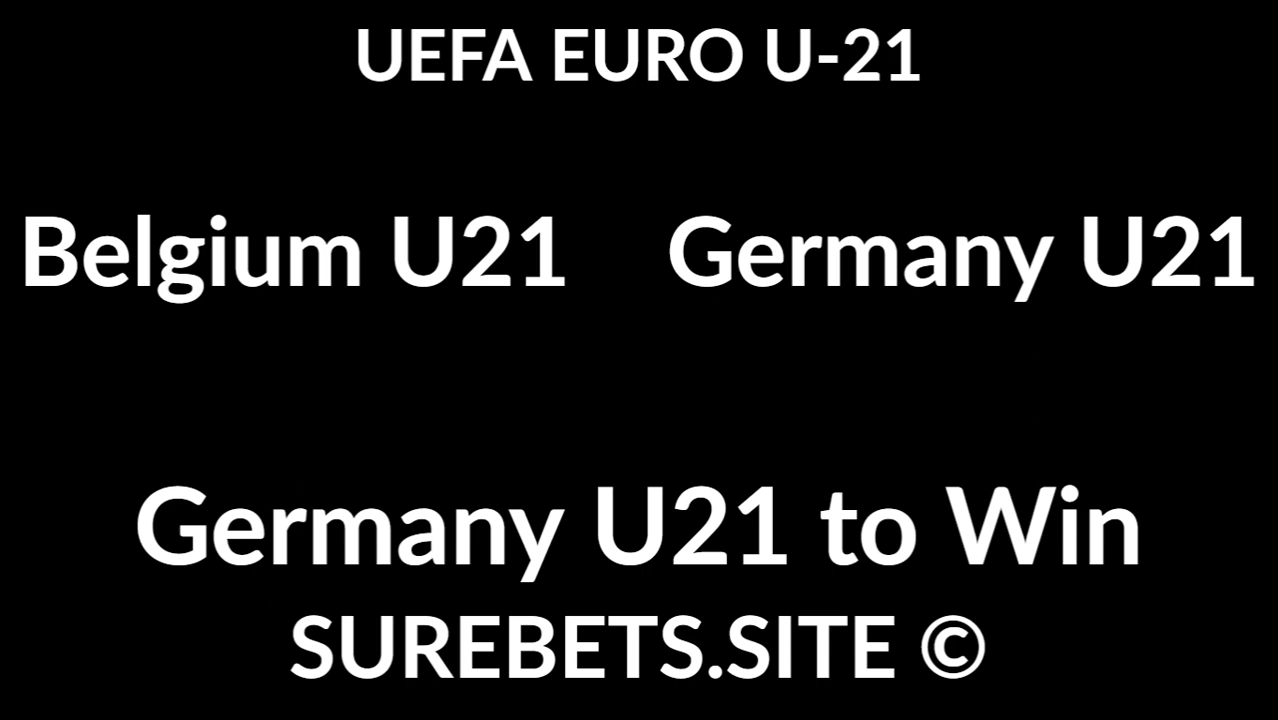 UEFA EURO U-21
Belgium U21 Germany U21
Germany U21 to Win
SUREBETS.SITE ©